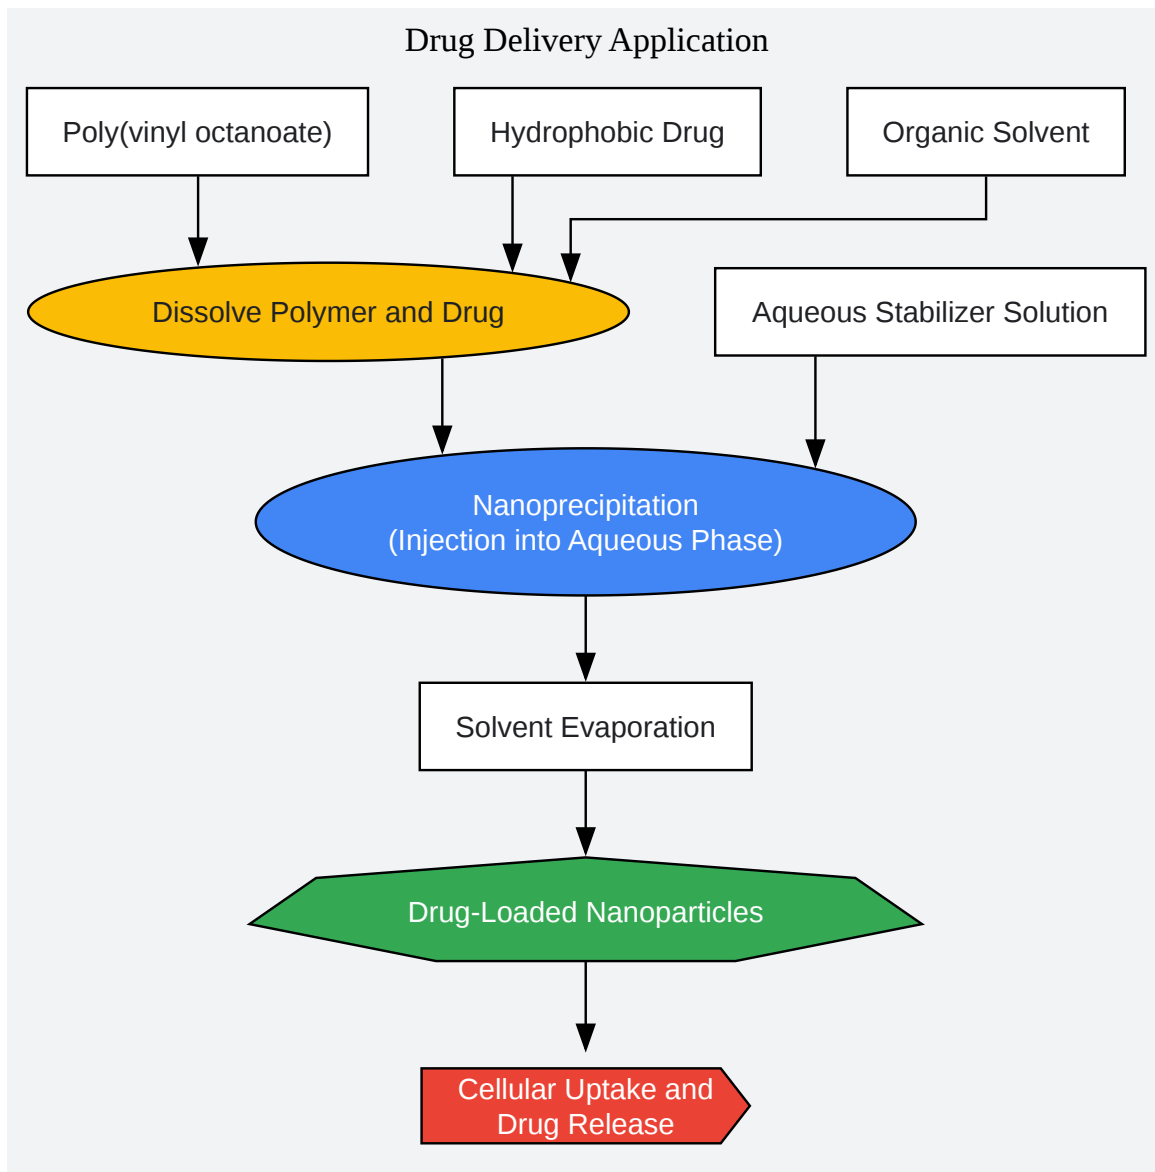 Drug Delivery Application
Poly(vinyl octanoate)
Hydrophobic Drug
Organic Solvent
Dissolve Polymer and Drug
Aqueous Stabilizer Solution
Nanoprecipitation
(Injection into Aqueous Phase)
Solvent Evaporation
Drug-Loaded Nanoparticles
Cellular Uptake and
Drug Release